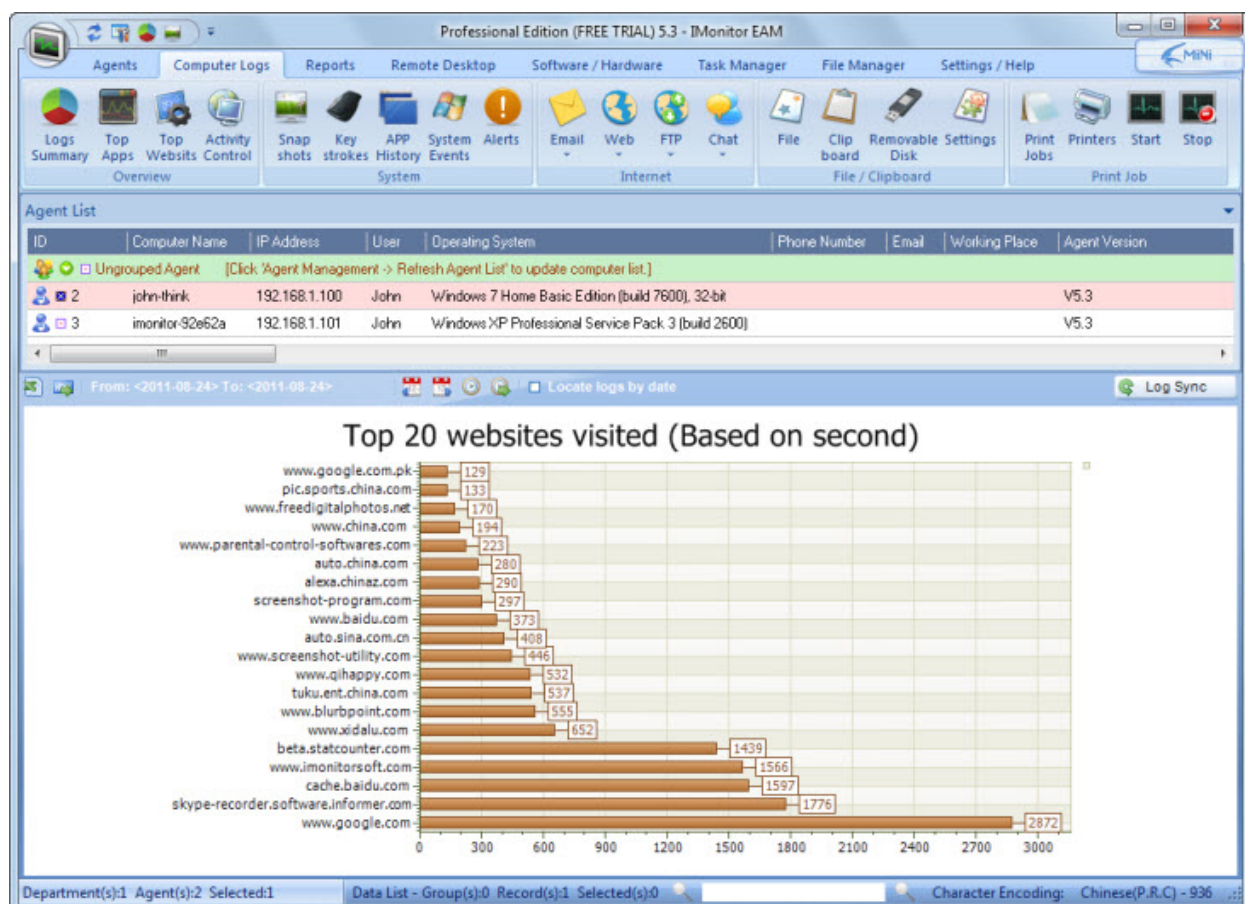 Professional Edition (FREE TRIAL) 5.3 - IMonitor EAM
MiNi
Agents Computer Logs Reports Remote Desktop Software / Hardware Task Manager File Manager Settings / Help
Logs Summary Top Apps Top Websits Activity Control Snap shots Key strokes APP History System Events Alerts Email Web FTP Chat File Clip board Removable Disk Settings Print Jobs Printers Start Stop
Overview System Internet File / Clipboard Print Job
Agent List
ID Computer Name IP Address User Operating System Phone Number Email Working Place Agent Version
Ungrouped Agent [Click 'Agent Management -> Refresh Agent List' to update computer list.]
2 john-think 192.168.1.100 John Windows 7 Home Basic Edition (build 7600), 32-bit V5.3
3 imonitor-92e62a 192.168.1.101 John Windows XP Professional Service Pack 3 (build 2600) V5.3
From: <2011-08-24> To: <2011-08-24> Locate logs by date Log Sync
Top 20 websites visited (Based on second)
www.google.com.pk 129
pic.sports.china.com 133
www.freedigitalphotos.net 170
www.china.com 194
www.parental-control-softwares.com 223
auto.china.com 280
alexa.chinaz.com 290
screenshot-program.com 297
www.baidu.com 373
auto.sina.com.cn 408
www.screenshot-utility.com 446
www.qihappy.com 532
tuku.ent.china.com 537
www.blurbpoint.com 555
www.xidalu.com 652
beta.statcounter.com 1439
www.imonitorsoft.com 1566
cache.baidu.com 1597
skype-recorder.software.informer.com 1776
www.google.com 2872
0 300 600 900 1200 1500 1800 2100 2400 2700 3000
Department(s):1 Agent(s):2 Selected:1 Data List - Group(s):0 Record(s):1 Selected(s):0 Character Encoding: Chinese(P.R.C) - 936